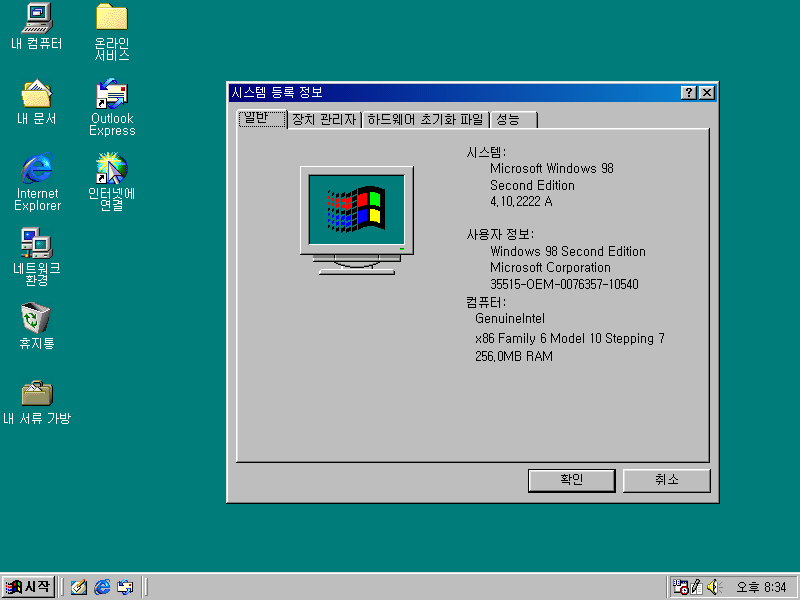 내 컴퓨터
온라인
서비스
내 문서
Outlook
Express
Internet
Explorer
인터넷에
연결
네트워크
환경
휴지통
내 서류 가방
시스템 등록 정보
일반
장치 관리자
하드웨어 초기화 파일
성능
시스템:
Microsoft Windows 98
Second Edition
4.10.2222 A
사용자 정보:
Windows 98 Second Edition
Microsoft Corporation
35515-OEM-0076357-10540
컴퓨터:
GenuineIntel
x86 Family 6 Model 10 Stepping 7
256.0MB RAM
확인
취소
시작
오후 8:34